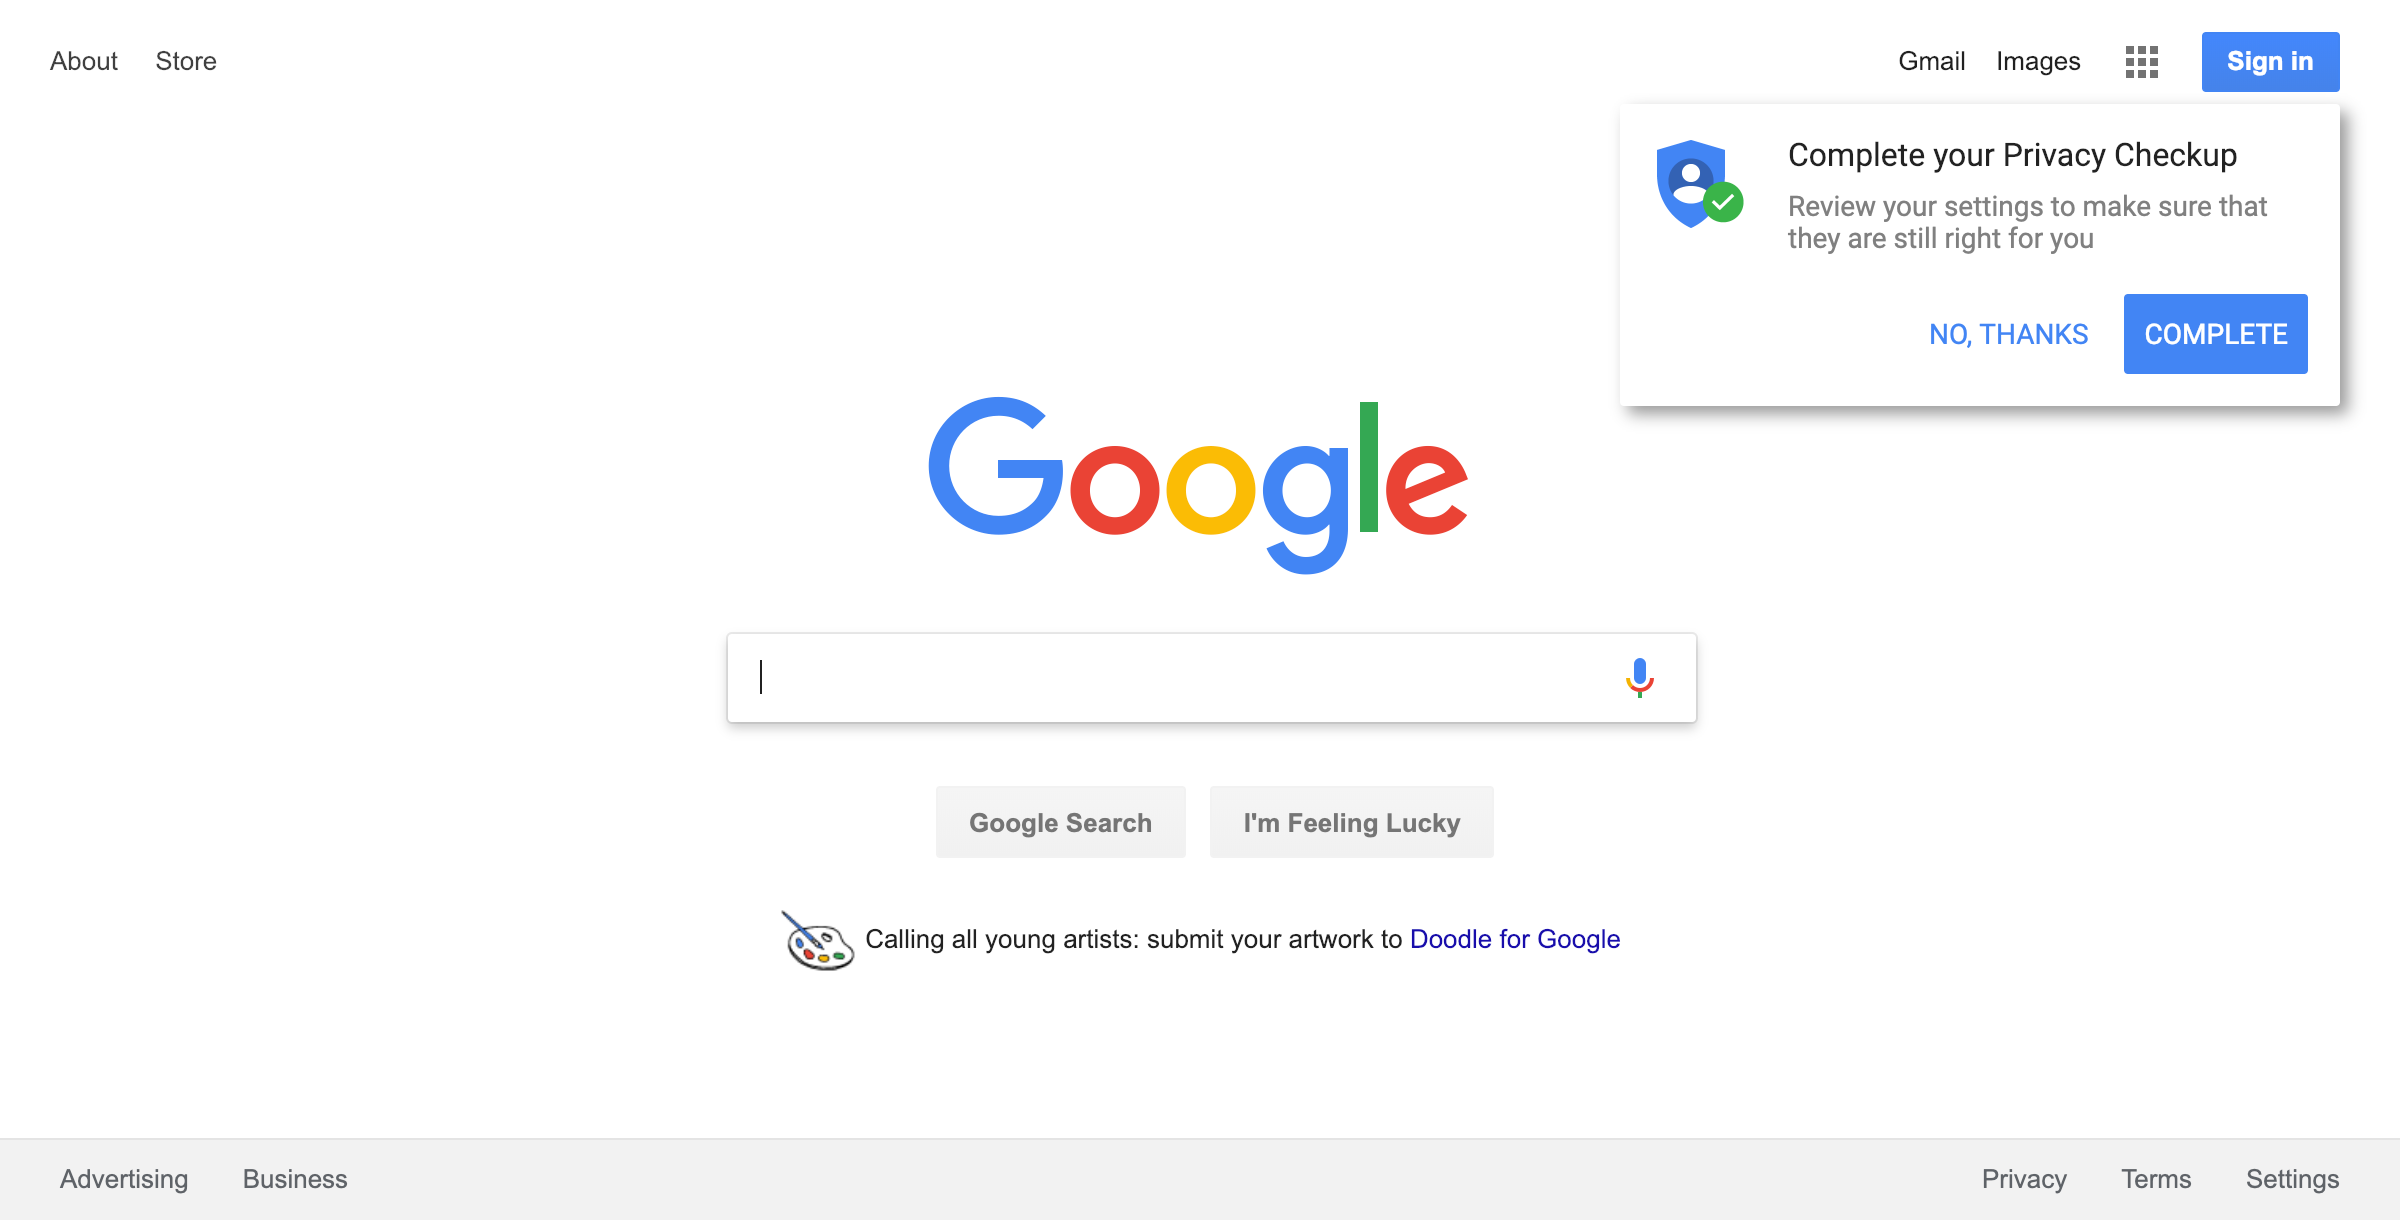 About Store
Gmail Images Sign in
Complete your Privacy Checkup
Review your settings to make sure that
they are still right for you
NO, THANKS COMPLETE
Google
Google Search I'm Feeling Lucky
Calling all young artists: submit your artwork to Doodle for Google
Advertising Business
Privacy Terms Settings